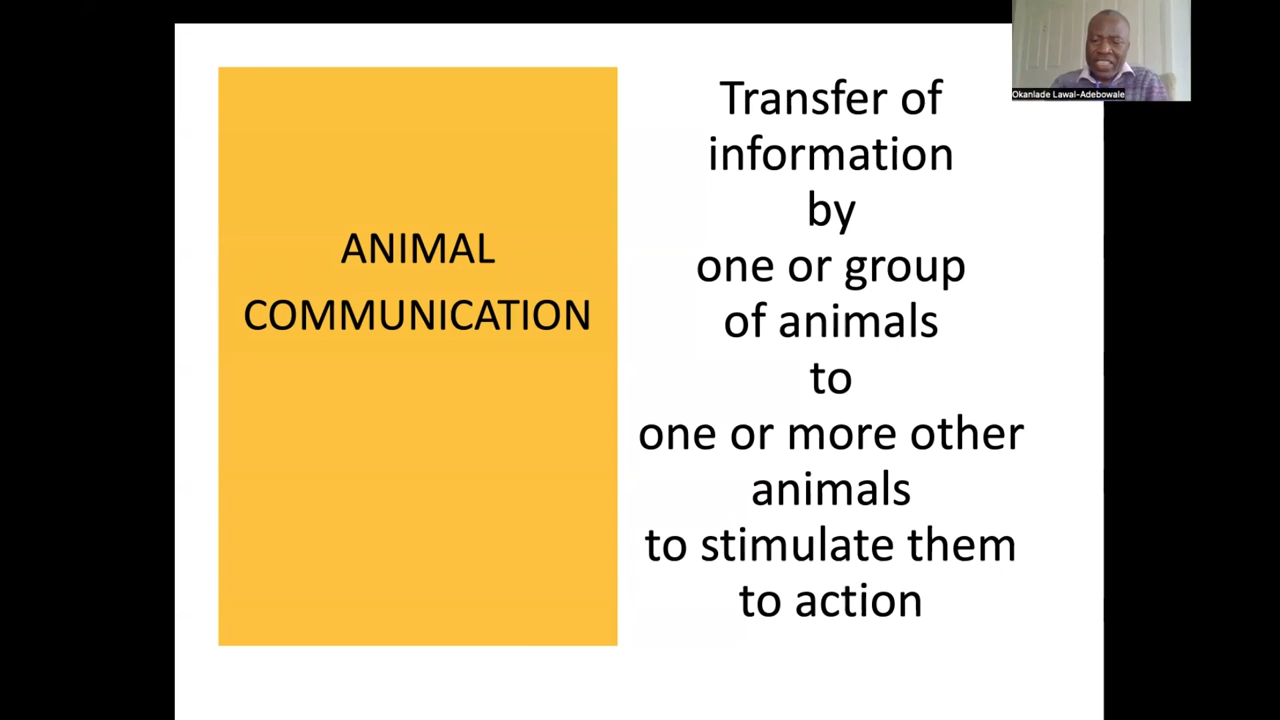 ANIMAL
COMMUNICATION
Transfer of
information
by
one or group
of animals
to
one or more other
animals
to stimulate them
to action
Okanlade Lawal-Adebowale